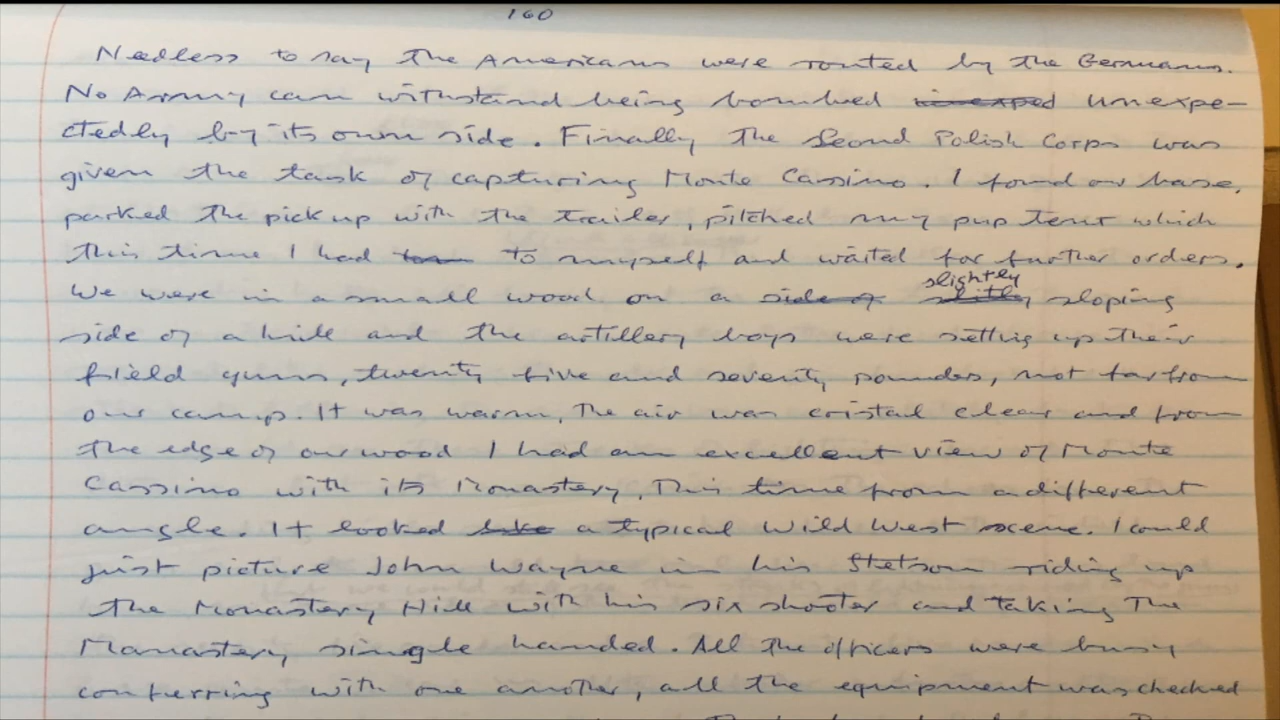 160
Needless to say the Americans were routed by the Germans.
No Army can withstand being bombed unexpe-
ctedly by its own side. Finally the Second Polish Corps was
given the task of capturing Monte Cassino. I found our base,
parked the pick up with the trailer, pitched my pup tent which
this time I had to myself and waited for further orders.
We were in a small wood on a slightly sloping
side of a hill and the artillery boys were setting up their
field guns, twenty five and seventy pounders, not far from
our camp. It was warm, the air was cristal clear and from
the edge of our wood I had an excellent view of Monte
Cassino with its Monastery, this time from a different
angle. It looked a typical Wild West scene. I could
just picture John Wayne in his Stetson riding up
the Monastery Hill with his six shooter and taking the
Monastery single handed. All the officers were busy
conferring with one another, all the equipment was checked